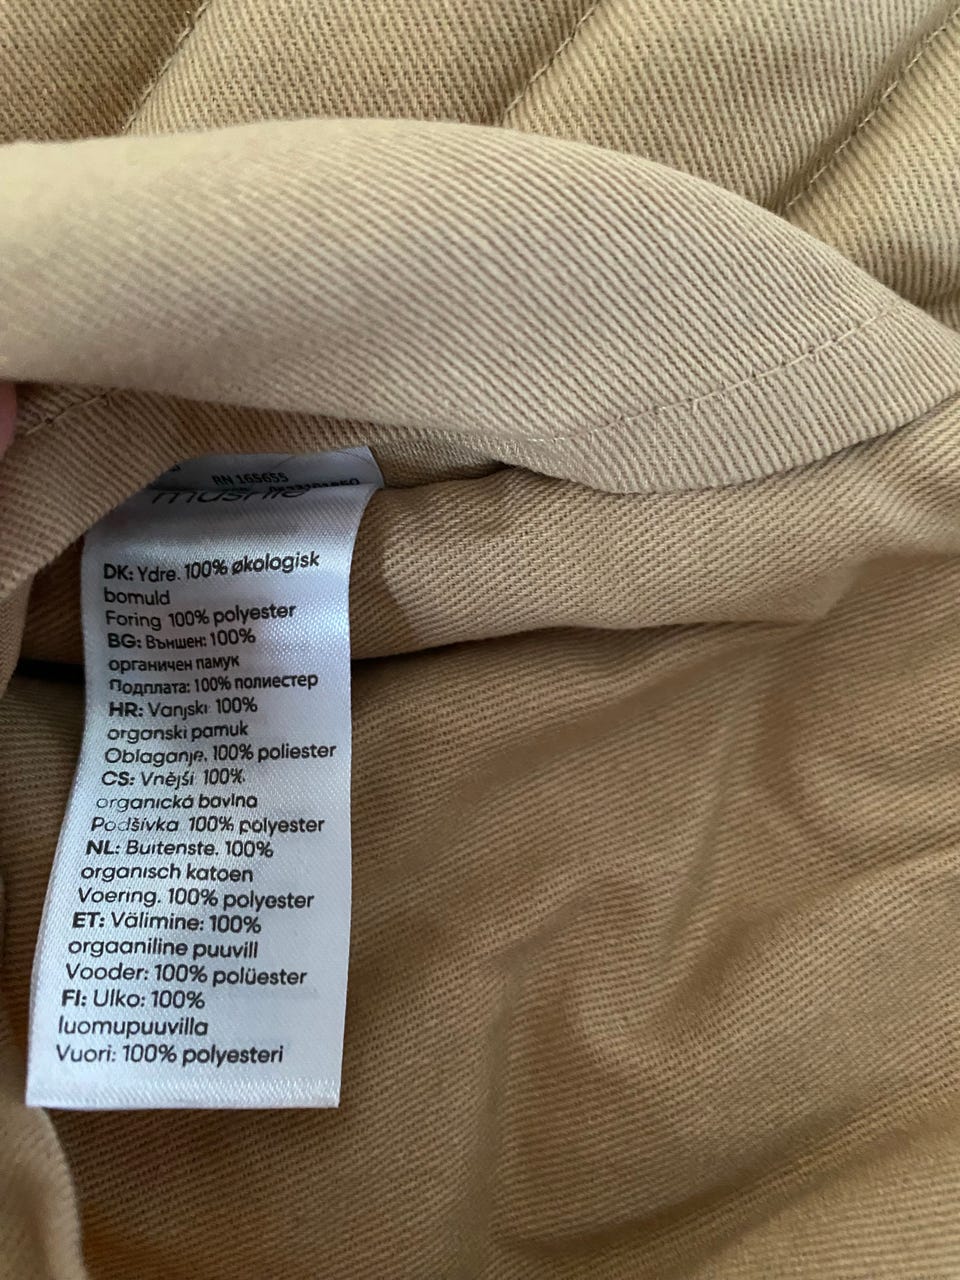 RN 165655
DK: Ydre. 100% økologisk
bomuld
Foring 100% polyester
BG: Външен: 100%
органичен памук
Подплата: 100% полиестер
HR: Vanjski 100%
organski pamuk
Oblaganje. 100% poliester
CS: Vnější 100%
organická bavlna
Podšívka 100% polyester
NL: Buitenste. 100%
organisch katoen
Voering. 100% polyester
ET: Välimine: 100%
orgaaniline puuvill
Vooder: 100% polüester
FI: Ulko: 100%
luomupuuvilla
Vuori: 100% polyesteri